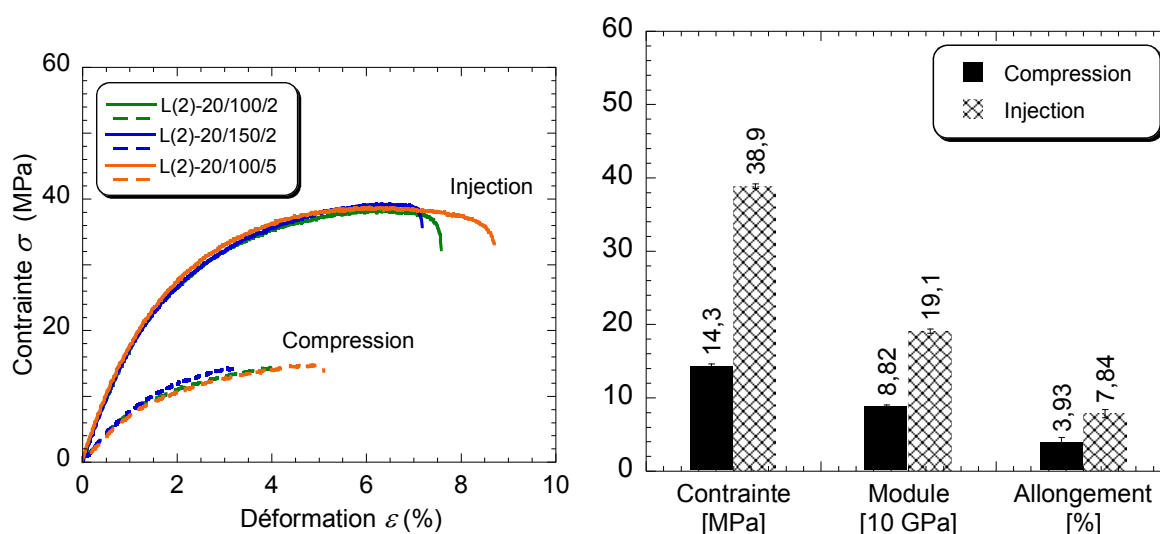 60
40
20
0
Contrainte σ (MPa)
L(2)-20/100/2
L(2)-20/150/2
L(2)-20/100/5
Injection
Compression
0 2 4 6 8 10
Déformation ε (%)
60
50
40
30
20
10
0
Compression
Injection
14,3
38,9
8,82
19,1
3,93
7,84
Contrainte Module Allongement
[MPa] [10 GPa] [%]